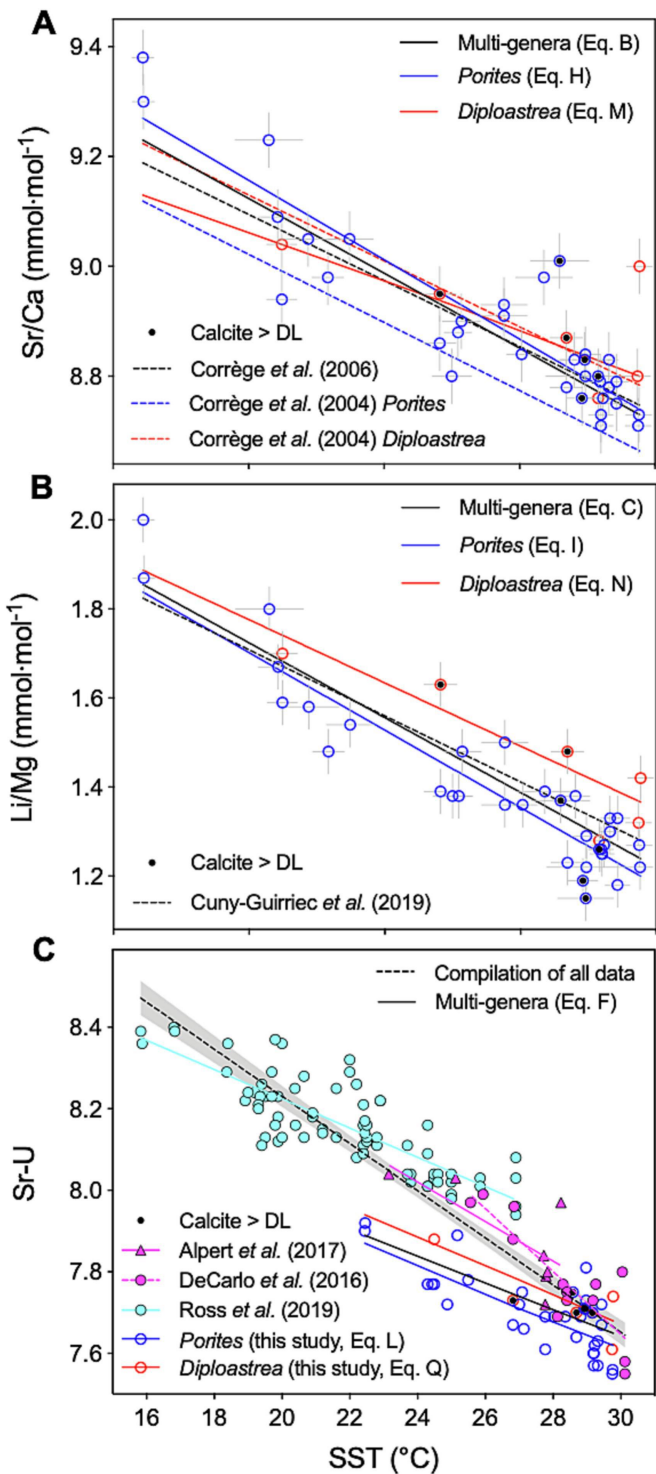 A
9.4
9.2
9.0
8.8
Sr/Ca (mmol·mol⁻¹)
Multi-genera (Eq. B)
Porites (Eq. H)
Diploastrea (Eq. M)
Calcite > DL
Corrège et al. (2006)
Corrège et al. (2004) Porites
Corrège et al. (2004) Diploastrea
B
2.0
1.8
1.6
1.4
1.2
Li/Mg (mmol·mol⁻¹)
Multi-genera (Eq. C)
Porites (Eq. I)
Diploastrea (Eq. N)
Calcite > DL
Cuny-Guirriec et al. (2019)
C
8.4
8.2
8.0
7.8
7.6
Sr-U
Compilation of all data
Multi-genera (Eq. F)
Calcite > DL
Alpert et al. (2017)
DeCarlo et al. (2016)
Ross et al. (2019)
Porites (this study, Eq. L)
Diploastrea (this study, Eq. Q)
16 18 20 22 24 26 28 30
SST (°C)